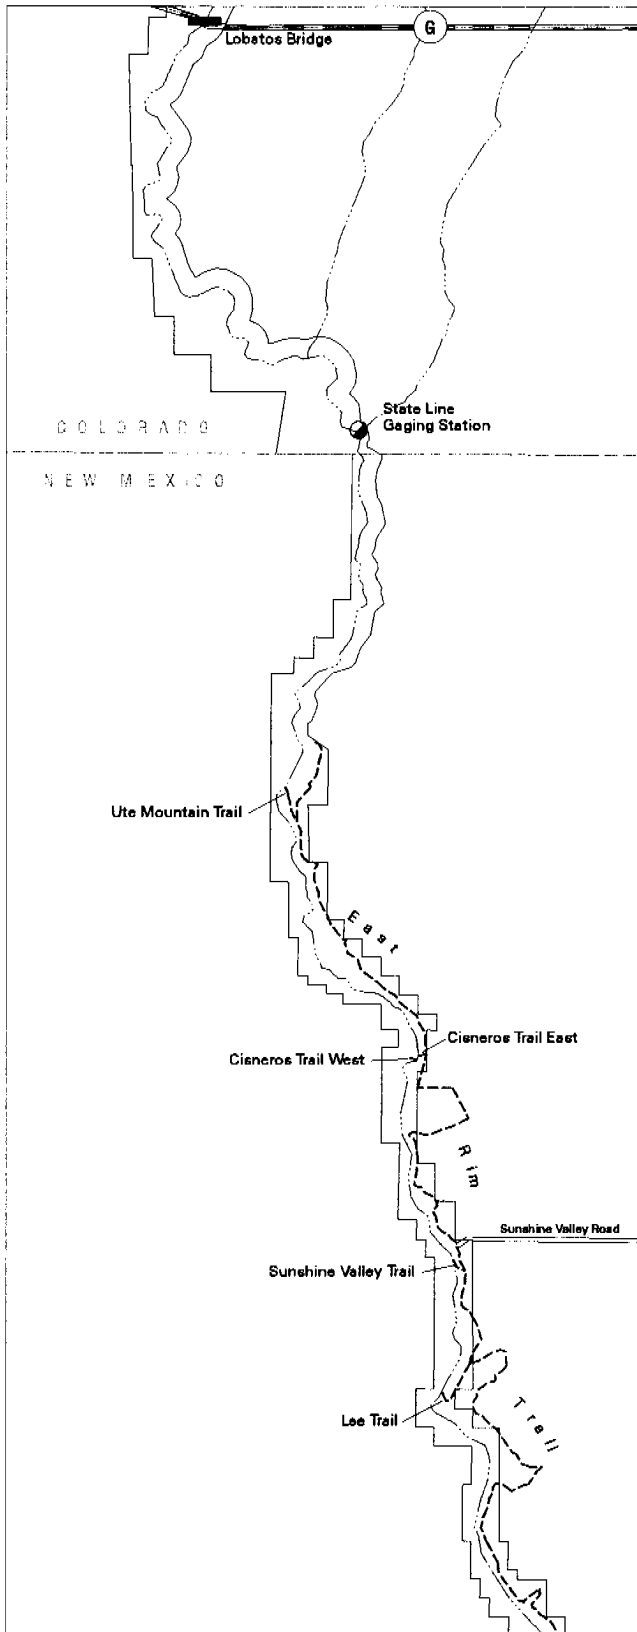 Lobatos Bridge
G
State Line
Gaging Station
COLORADO
NEW MEXICO
Ute Mountain Trail
East
Cisneros Trail East
Cisneros Trail West
Rim
Sunshine Valley Road
Sunshine Valley Trail
Trail
Lee Trail